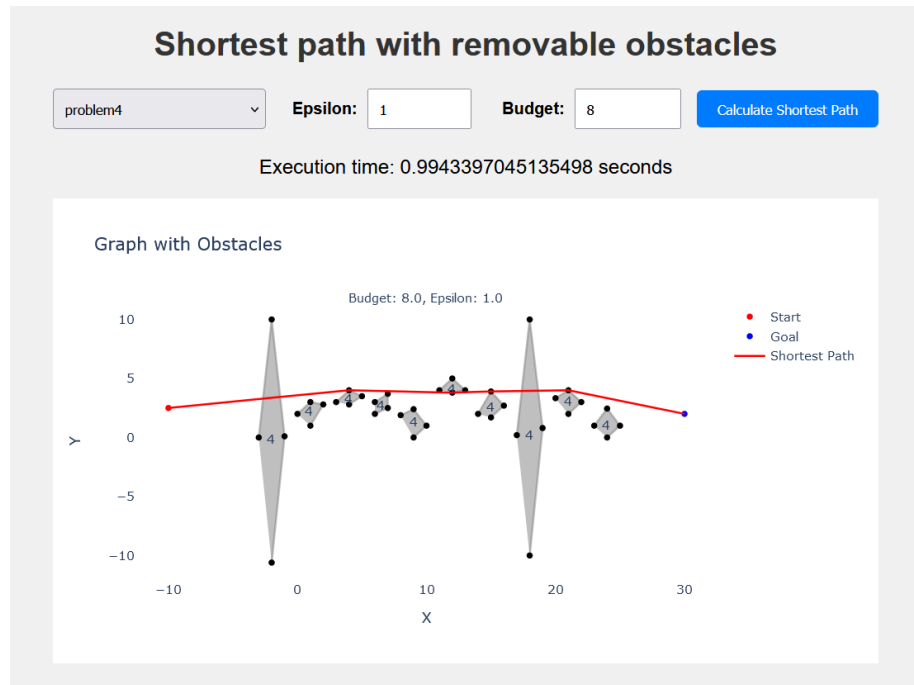 Shortest path with removable obstacles
problem4 Epsilon: 1 Budget: 8 Calculate Shortest Path
Execution time: 0.9943397045135498 seconds
Graph with Obstacles
Budget: 8.0, Epsilon: 1.0
Start
Goal
Shortest Path
10
5
0
−5
−10
Y
4 4 4 4 4 4 4 4 4 4
−10 0 10 20 30
X